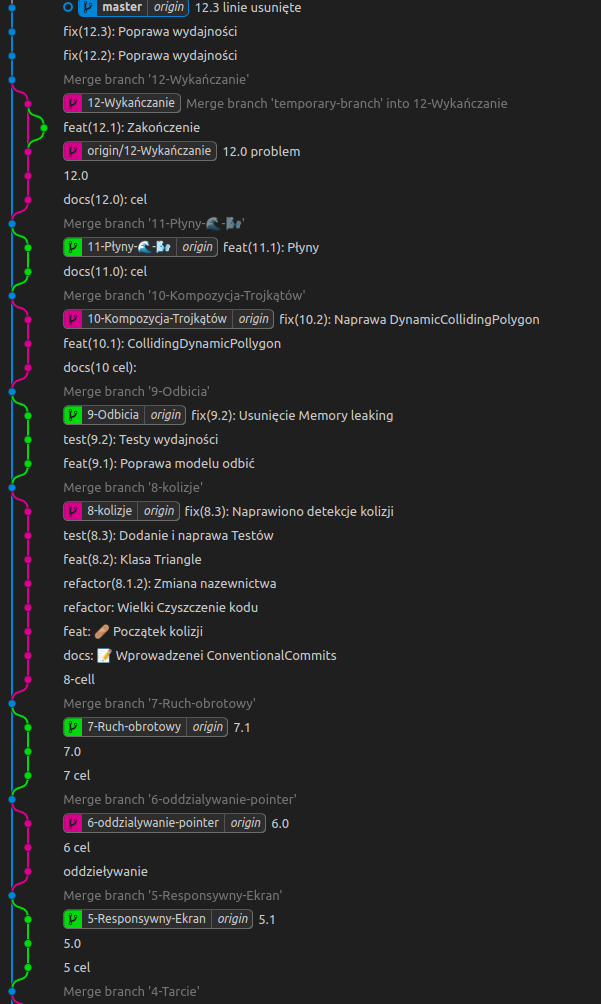 master origin 12.3 linie usunięte
fix(12.3): Poprawa wydajności
fix(12.2): Poprawa wydajności
Merge branch '12-Wykańczanie'
12-Wykańczanie Merge branch 'temporary-branch' into 12-Wykańczanie
feat(12.1): Zakończenie
origin/12-Wykańczanie 12.0 problem
12.0
docs(12.0): cel
Merge branch '11-Płyny-🌊-🌬️'
11-Płyny-🌊-🌬️ origin feat(11.1): Płyny
docs(11.0): cel
Merge branch '10-Kompozycja-Trojkątów'
10-Kompozycja-Trojkątów origin fix(10.2): Naprawa DynamicCollidingPolygon
feat(10.1): CollidingDynamicPollygon
docs(10 cel):
Merge branch '9-Odbicia'
9-Odbicia origin fix(9.2): Usunięcie Memory leaking
test(9.2): Testy wydajności
feat(9.1): Poprawa modelu odbić
Merge branch '8-kolizje'
8-kolizje origin fix(8.3): Naprawiono detekcje kolizji
test(8.3): Dodanie i naprawa Testów
feat(8.2): Klasa Triangle
refactor(8.1.2): Zmiana nazewnictwa
refactor: Wielki Czyszczenie kodu
feat: 🩹 Początek kolizji
docs: 📝 Wprowadzenei ConventionalCommits
8-cell
Merge branch '7-Ruch-obrotowy'
7-Ruch-obrotowy origin 7.1
7.0
7 cel
Merge branch '6-oddzialywanie-pointer'
6-oddzialywanie-pointer origin 6.0
6 cel
oddzieływanie
Merge branch '5-Responsywny-Ekran'
5-Responsywny-Ekran origin 5.1
5.0
5 cel
Merge branch '4-Tarcie'